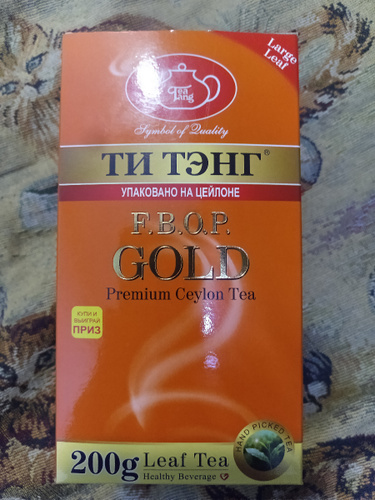 Large
Leaf
Tea
Tang
Symbol of Quality
ТИ ТЭНГ®
УПАКОВАНО НА ЦЕЙЛОНЕ
F.B.O.P.
GOLD
Premium Ceylon Tea
КУПИ И
ВЫИГРАЙ
ПРИЗ
HAND PICKED TEA
200g Leaf Tea
Healthy Beverage